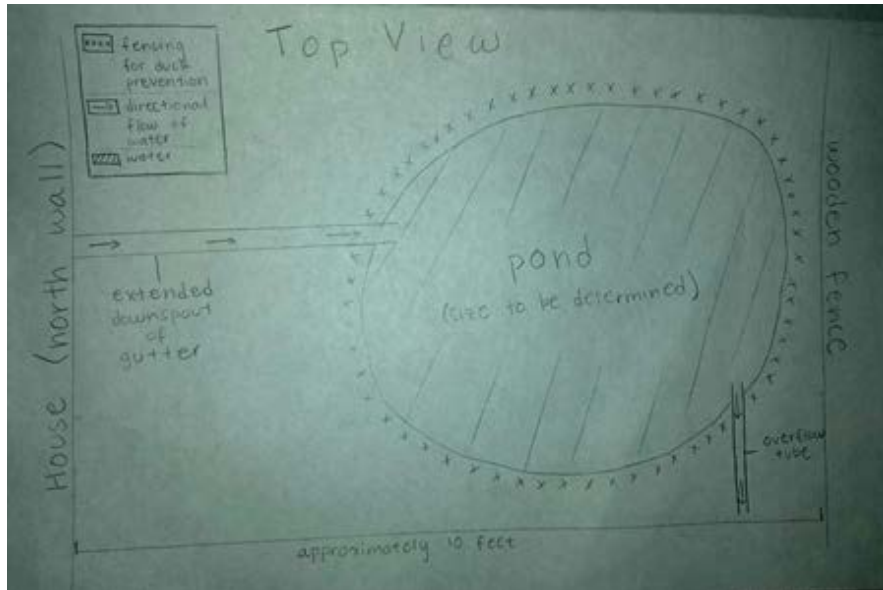 Top View
fencing
for duck
prevention
directional
flow of
water
water
House (north wall)
wooden fence
extended
downspout
of
gutter
pond
(size to be determined)
overflow
tube
approximately 10 feet